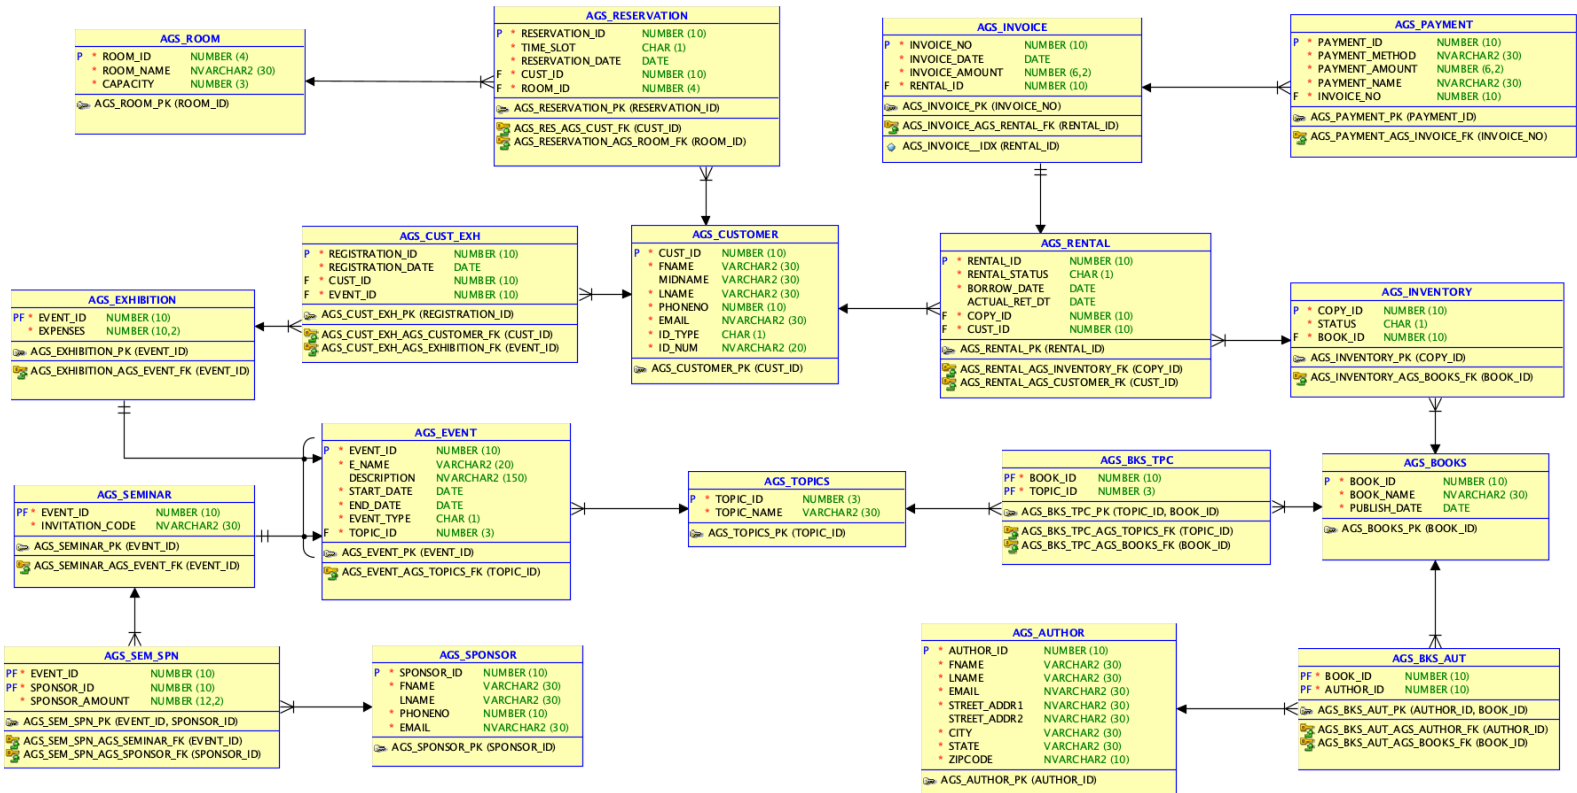 AGS_ROOM
P * ROOM_ID NUMBER (4)
* ROOM_NAME NVARCHAR2 (30)
* CAPACITY NUMBER (3)
AGS_ROOM_PK (ROOM_ID)
AGS_RESERVATION
P * RESERVATION_ID NUMBER (10)
* TIME_SLOT CHAR (1)
* RESERVATION_DATE DATE
F * CUST_ID NUMBER (10)
F * ROOM_ID NUMBER (4)
AGS_RESERVATION_PK (RESERVATION_ID)
AGS_RES_AGS_CUST_FK (CUST_ID)
AGS_RESERVATION_AGS_ROOM_FK (ROOM_ID)
AGS_INVOICE
P * INVOICE_NO NUMBER (10)
* INVOICE_DATE DATE
* INVOICE_AMOUNT NUMBER (6,2)
F * RENTAL_ID NUMBER (10)
AGS_INVOICE_PK (INVOICE_NO)
AGS_INVOICE_AGS_RENTAL_FK (RENTAL_ID)
AGS_INVOICE__IDX (RENTAL_ID)
AGS_PAYMENT
P * PAYMENT_ID NUMBER (10)
* PAYMENT_METHOD NVARCHAR2 (30)
* PAYMENT_AMOUNT NUMBER (6,2)
* PAYMENT_NAME NVARCHAR2 (30)
F * INVOICE_NO NUMBER (10)
AGS_PAYMENT_PK (PAYMENT_ID)
AGS_PAYMENT_AGS_INVOICE_FK (INVOICE_NO)
AGS_EXHIBITION
PF * EVENT_ID NUMBER (10)
* EXPENSES NUMBER (10,2)
AGS_EXHIBITION_PK (EVENT_ID)
AGS_EXHIBITION_AGS_EVENT_FK (EVENT_ID)
AGS_CUST_EXH
P * REGISTRATION_ID NUMBER (10)
* REGISTRATION_DATE DATE
F * CUST_ID NUMBER (10)
F * EVENT_ID NUMBER (10)
AGS_CUST_EXH_PK (REGISTRATION_ID)
AGS_CUST_EXH_AGS_CUSTOMER_FK (CUST_ID)
AGS_CUST_EXH_AGS_EXHIBITION_FK (EVENT_ID)
AGS_CUSTOMER
P * CUST_ID NUMBER (10)
* FNAME VARCHAR2 (30)
MIDNAME VARCHAR2 (30)
* LNAME VARCHAR2 (30)
* PHONENO NUMBER (10)
* EMAIL NVARCHAR2 (30)
* ID_TYPE CHAR (1)
* ID_NUM NVARCHAR2 (20)
AGS_CUSTOMER_PK (CUST_ID)
AGS_RENTAL
P * RENTAL_ID NUMBER (10)
* RENTAL_STATUS CHAR (1)
* BORROW_DATE DATE
ACTUAL_RET_DT DATE
F * COPY_ID NUMBER (10)
F * CUST_ID NUMBER (10)
AGS_RENTAL_PK (RENTAL_ID)
AGS_RENTAL_AGS_INVENTORY_FK (COPY_ID)
AGS_RENTAL_AGS_CUSTOMER_FK (CUST_ID)
AGS_INVENTORY
P * COPY_ID NUMBER (10)
* STATUS CHAR (1)
F * BOOK_ID NUMBER (10)
AGS_INVENTORY_PK (COPY_ID)
AGS_INVENTORY_AGS_BOOKS_FK (BOOK_ID)
AGS_SEMINAR
PF * EVENT_ID NUMBER (10)
* INVITATION_CODE NVARCHAR2 (30)
AGS_SEMINAR_PK (EVENT_ID)
AGS_SEMINAR_AGS_EVENT_FK (EVENT_ID)
AGS_EVENT
P * EVENT_ID NUMBER (10)
* E_NAME VARCHAR2 (20)
DESCRIPTION NVARCHAR2 (150)
* START_DATE DATE
* END_DATE DATE
* EVENT_TYPE CHAR (1)
F * TOPIC_ID NUMBER (3)
AGS_EVENT_PK (EVENT_ID)
AGS_EVENT_AGS_TOPICS_FK (TOPIC_ID)
AGS_TOPICS
P * TOPIC_ID NUMBER (3)
* TOPIC_NAME VARCHAR2 (30)
AGS_TOPICS_PK (TOPIC_ID)
AGS_BKS_TPC
PF * BOOK_ID NUMBER (10)
PF * TOPIC_ID NUMBER (3)
AGS_BKS_TPC_PK (TOPIC_ID, BOOK_ID)
AGS_BKS_TPC_AGS_TOPICS_FK (TOPIC_ID)
AGS_BKS_TPC_AGS_BOOKS_FK (BOOK_ID)
AGS_BOOKS
P * BOOK_ID NUMBER (10)
* BOOK_NAME NVARCHAR2 (30)
* PUBLISH_DATE DATE
AGS_BOOKS_PK (BOOK_ID)
AGS_SEM_SPN
PF * EVENT_ID NUMBER (10)
PF * SPONSOR_ID NUMBER (10)
* SPONSOR_AMOUNT NUMBER (12,2)
AGS_SEM_SPN_PK (EVENT_ID, SPONSOR_ID)
AGS_SEM_SPN_AGS_SEMINAR_FK (EVENT_ID)
AGS_SEM_SPN_AGS_SPONSOR_FK (SPONSOR_ID)
AGS_SPONSOR
P * SPONSOR_ID NUMBER (10)
* FNAME VARCHAR2 (30)
LNAME VARCHAR2 (30)
* PHONENO NUMBER (10)
* EMAIL NVARCHAR2 (30)
AGS_SPONSOR_PK (SPONSOR_ID)
AGS_AUTHOR
P * AUTHOR_ID NUMBER (10)
* FNAME VARCHAR2 (30)
* LNAME VARCHAR2 (30)
* EMAIL NVARCHAR2 (30)
* STREET_ADDR1 NVARCHAR2 (30)
STREET_ADDR2 NVARCHAR2 (30)
* CITY VARCHAR2 (30)
* STATE VARCHAR2 (30)
* ZIPCODE NVARCHAR2 (10)
AGS_AUTHOR_PK (AUTHOR_ID)
AGS_BKS_AUT
PF * BOOK_ID NUMBER (10)
PF * AUTHOR_ID NUMBER (10)
AGS_BKS_AUT_PK (AUTHOR_ID, BOOK_ID)
AGS_BKS_AUT_AGS_AUTHOR_FK (AUTHOR_ID)
AGS_BKS_AUT_AGS_BOOKS_FK (BOOK_ID)